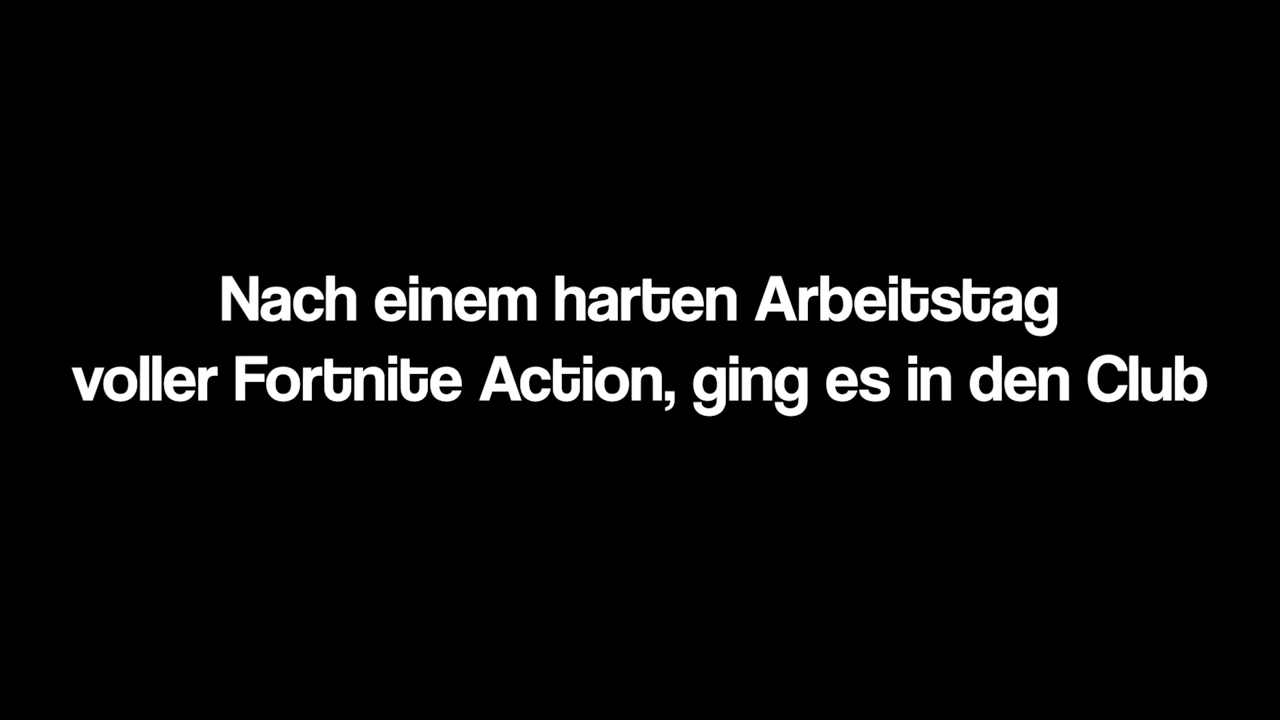 Nach einem harten Arbeitstag
voller Fortnite Action, ging es in den Club